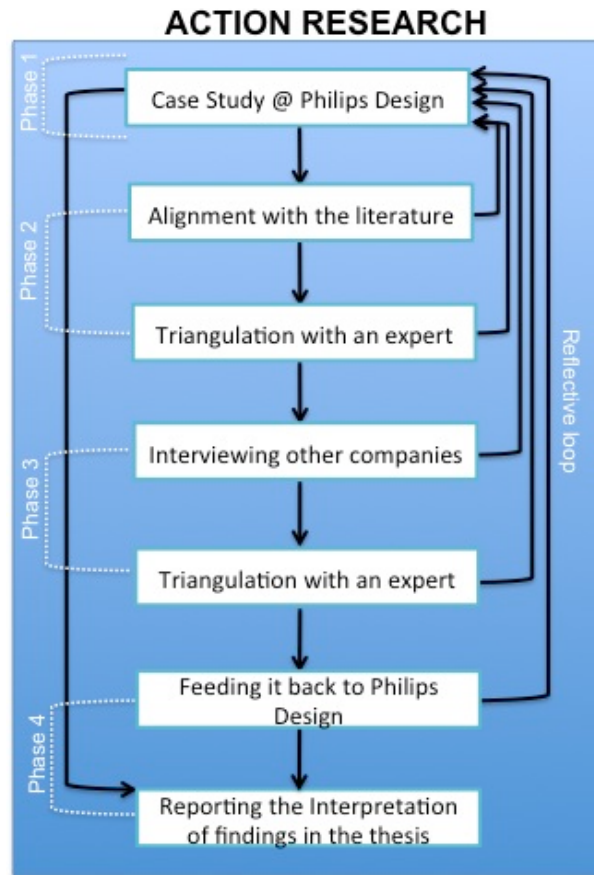 ACTION RESEARCH
Phase 1
Case Study @ Philips Design
Alignment with the literature
Phase 2
Triangulation with an expert
Reflective loop
Interviewing other companies
Phase 3
Triangulation with an expert
Feeding it back to Philips
Design
Phase 4
Reporting the Interpretation
of findings in the thesis